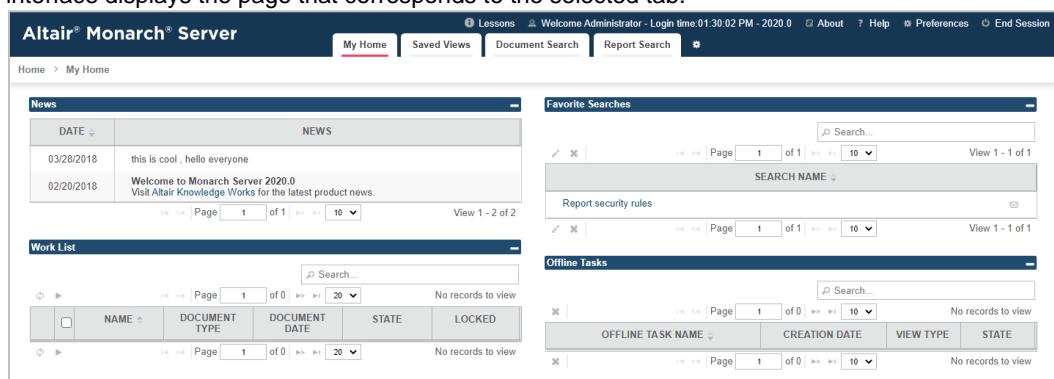 interface displays the page that corresponds to the selected tab.
Altair® Monarch® Server
Lessons Welcome Administrator - Login time:01:30:02 PM - 2020.0 About ? Help Preferences End Session
My Home Saved Views Document Search Report Search
Home > My Home
News
DATE NEWS
03/28/2018 this is cool , hello everyone
02/20/2018 Welcome to Monarch Server 2020.0
Visit Altair Knowledge Works for the latest product news.
Page 1 of 1 10 View 1 - 2 of 2
Work List
Search...
Page 1 of 0 20 No records to view
NAME DOCUMENT TYPE DOCUMENT DATE STATE LOCKED
Page 1 of 0 20 No records to view
Favorite Searches
Search...
Page 1 of 1 10 View 1 - 1 of 1
SEARCH NAME
Report security rules
Page 1 of 1 10 View 1 - 1 of 1
Offline Tasks
Search...
Page 1 of 0 10 No records to view
OFFLINE TASK NAME CREATION DATE VIEW TYPE STATE
Page 1 of 0 10 No records to view